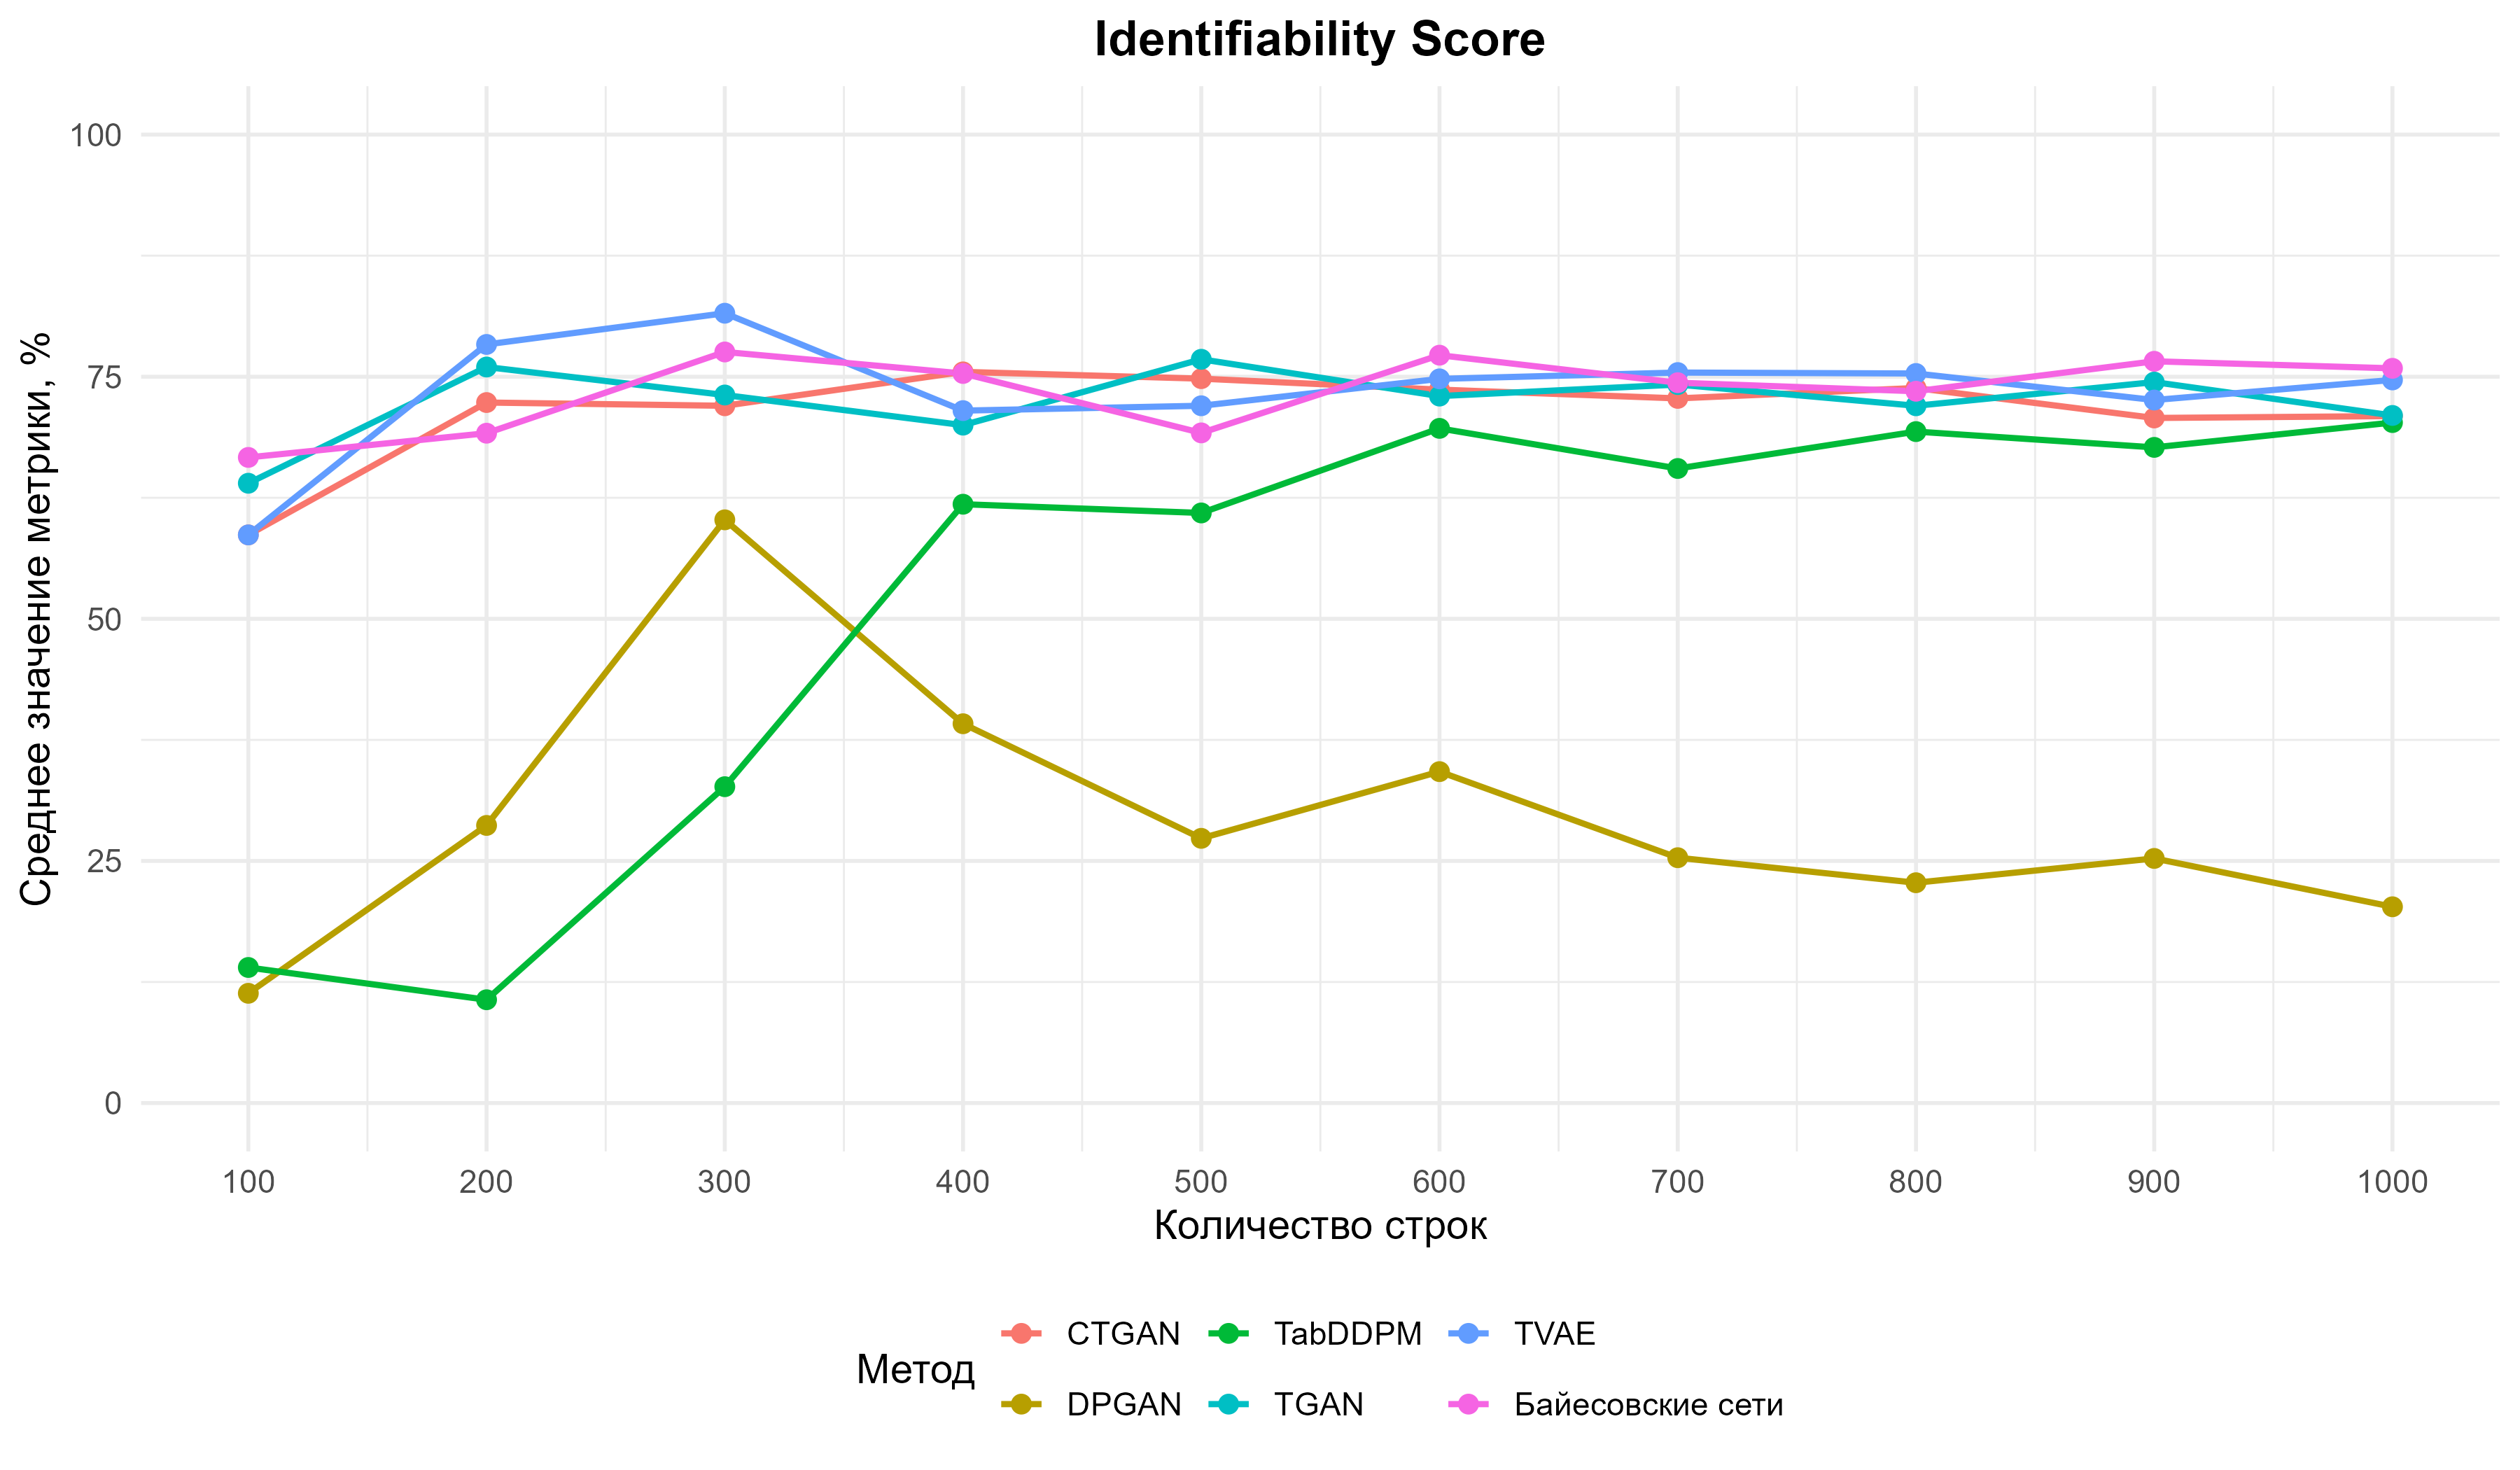 Identifiability Score
Среднее значение метрики, %
100
75
50
25
0
100 200 300 400 500 600 700 800 900 1000
Количество строк
Метод
CTGAN TabDDPM TVAE
DPGAN TGAN Байесовские сети